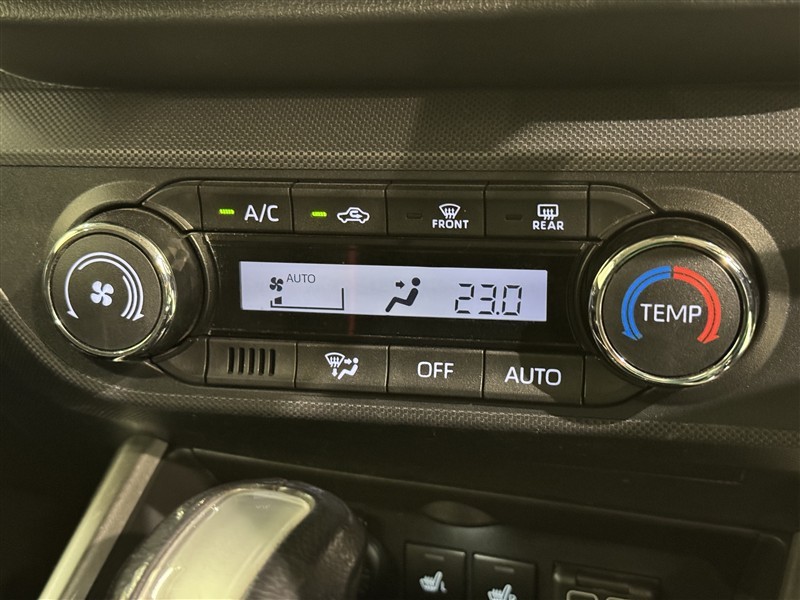 A/C
FRONT
REAR
AUTO
23.0
TEMP
OFF
AUTO
L